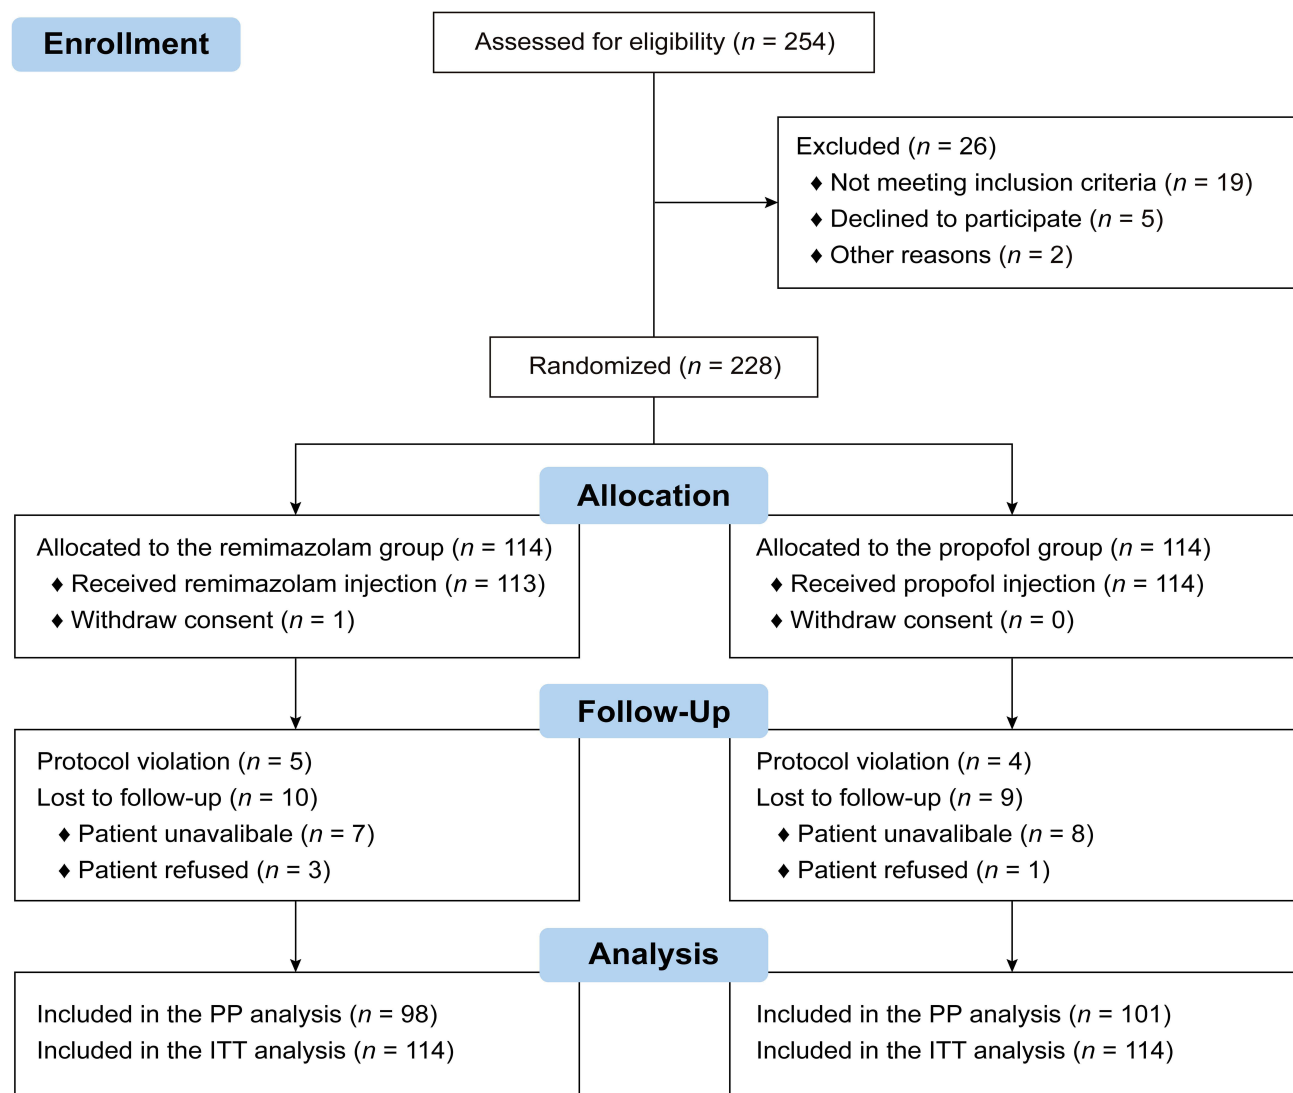 Enrollment
Assessed for eligibility (n = 254)
Excluded (n = 26)
♦ Not meeting inclusion criteria (n = 19)
♦ Declined to participate (n = 5)
♦ Other reasons (n = 2)
Randomized (n = 228)
Allocation
Allocated to the remimazolam group (n = 114)
♦ Received remimazolam injection (n = 113)
♦ Withdraw consent (n = 1)
Allocated to the propofol group (n = 114)
♦ Received propofol injection (n = 114)
♦ Withdraw consent (n = 0)
Follow-Up
Protocol violation (n = 5)
Lost to follow-up (n = 10)
♦ Patient unavalibale (n = 7)
♦ Patient refused (n = 3)
Protocol violation (n = 4)
Lost to follow-up (n = 9)
♦ Patient unavalibale (n = 8)
♦ Patient refused (n = 1)
Analysis
Included in the PP analysis (n = 98)
Included in the ITT analysis (n = 114)
Included in the PP analysis (n = 101)
Included in the ITT analysis (n = 114)